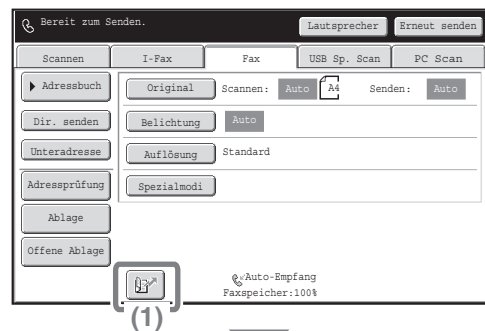 Bereit zum Senden.
Lautsprecher Erneut senden
Scannen I-Fax Fax USB Sp. Scan PC Scan
Adressbuch Original Scannen: Auto A4 Senden: Auto
Dir. senden Belichtung Auto
Unteradresse Auflösung Standard
Adressprüfung Spezialmodi
Ablage
Offene Ablage
Auto-Empfang
Faxspeicher:100%
(1)